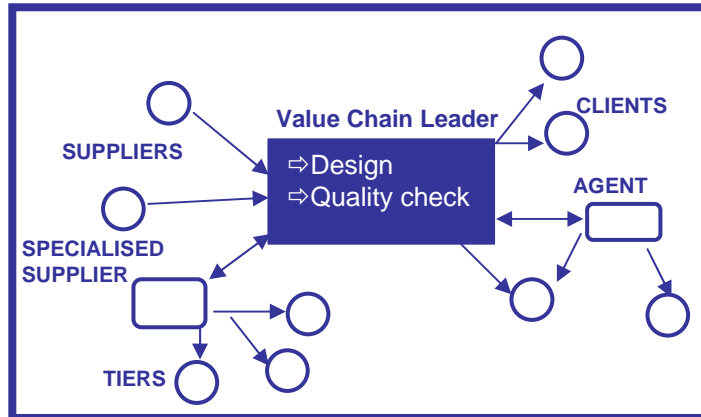 Value Chain Leader
CLIENTS
SUPPLIERS
⇨Design
⇨Quality check
AGENT
SPECIALISED
SUPPLIER
TIERS